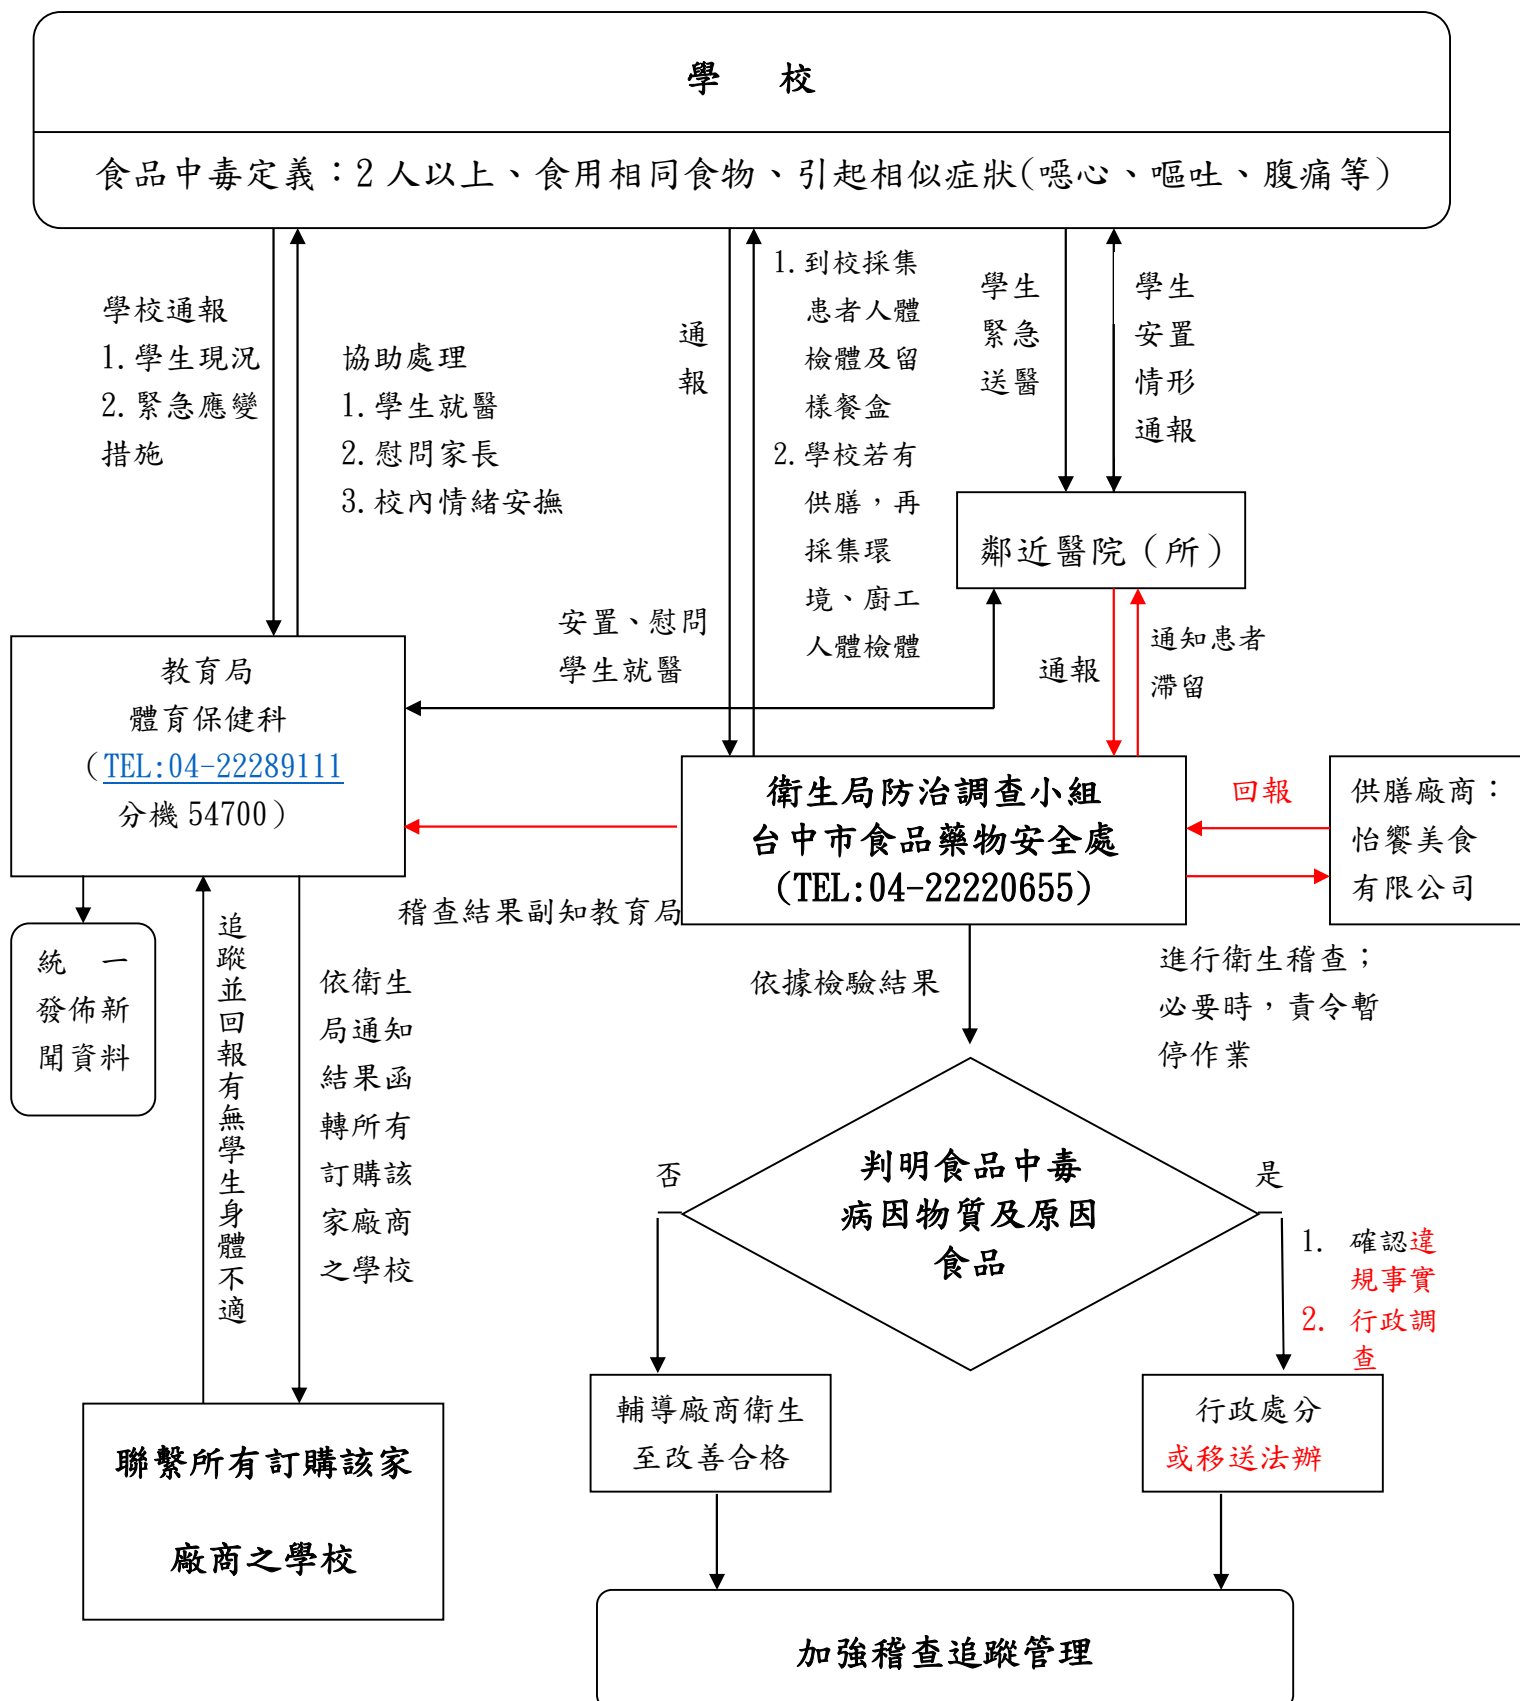 學　校
食品中毒定義：2人以上、食用相同食物、引起相似症狀(噁心、嘔吐、腹痛等)
學校通報
1.學生現況
2.緊急應變
措施
協助處理
1.學生就醫
2.慰問家長
3.校內情緒安撫
通
報
1.到校採集
患者人體
檢體及留
樣餐盒
2.學校若有
供膳，再
採集環
境、廚工
人體檢體
學生
緊急
送醫
學生
安置
情形
通報
鄰近醫院（所）
安置、慰問
學生就醫
通報
通知患者
滯留
教育局
體育保健科
（TEL:04-22289111
分機54700）
衛生局防治調查小組
台中市食品藥物安全處
(TEL:04-22220655)
回報
供膳廠商：
怡饗美食
有限公司
稽查結果副知教育局
進行衛生稽查；
必要時，責令暫
停作業
統　一
發佈新
聞資料
追蹤並回報有無學生身體不適
依衛生
局通知
結果函
轉所有
訂購該
家廠商
之學校
依據檢驗結果
判明食品中毒
病因物質及原因
食品
否
是
1. 確認違
規事實
2. 行政調
查
輔導廠商衛生
至改善合格
行政處分
或移送法辦
聯繫所有訂購該家
廠商之學校
加強稽查追蹤管理